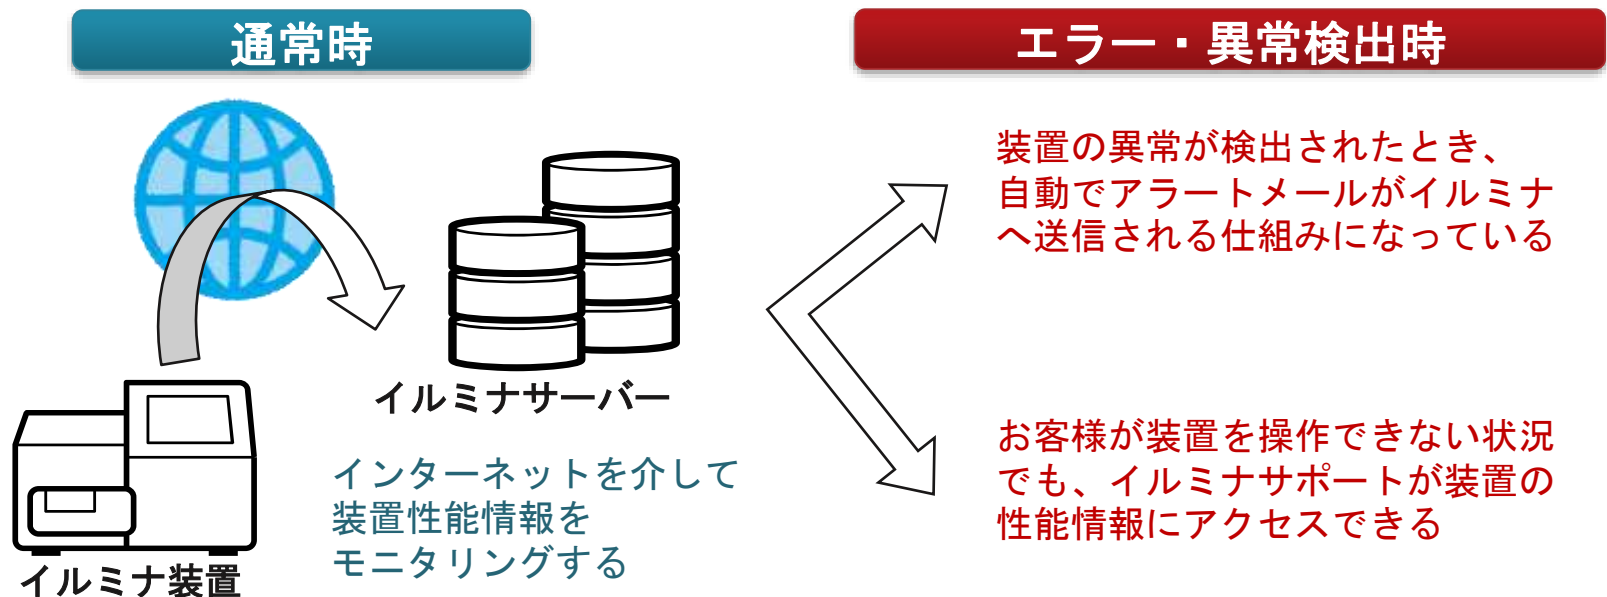 通常時
イルミナサーバー
インターネットを介して
装置性能情報を
モニタリングする
イルミナ装置
エラー・異常検出時
装置の異常が検出されたとき、
自動でアラートメールがイルミナ
へ送信される仕組みになっている
お客様が装置を操作できない状況
でも、イルミナサポートが装置の
性能情報にアクセスできる